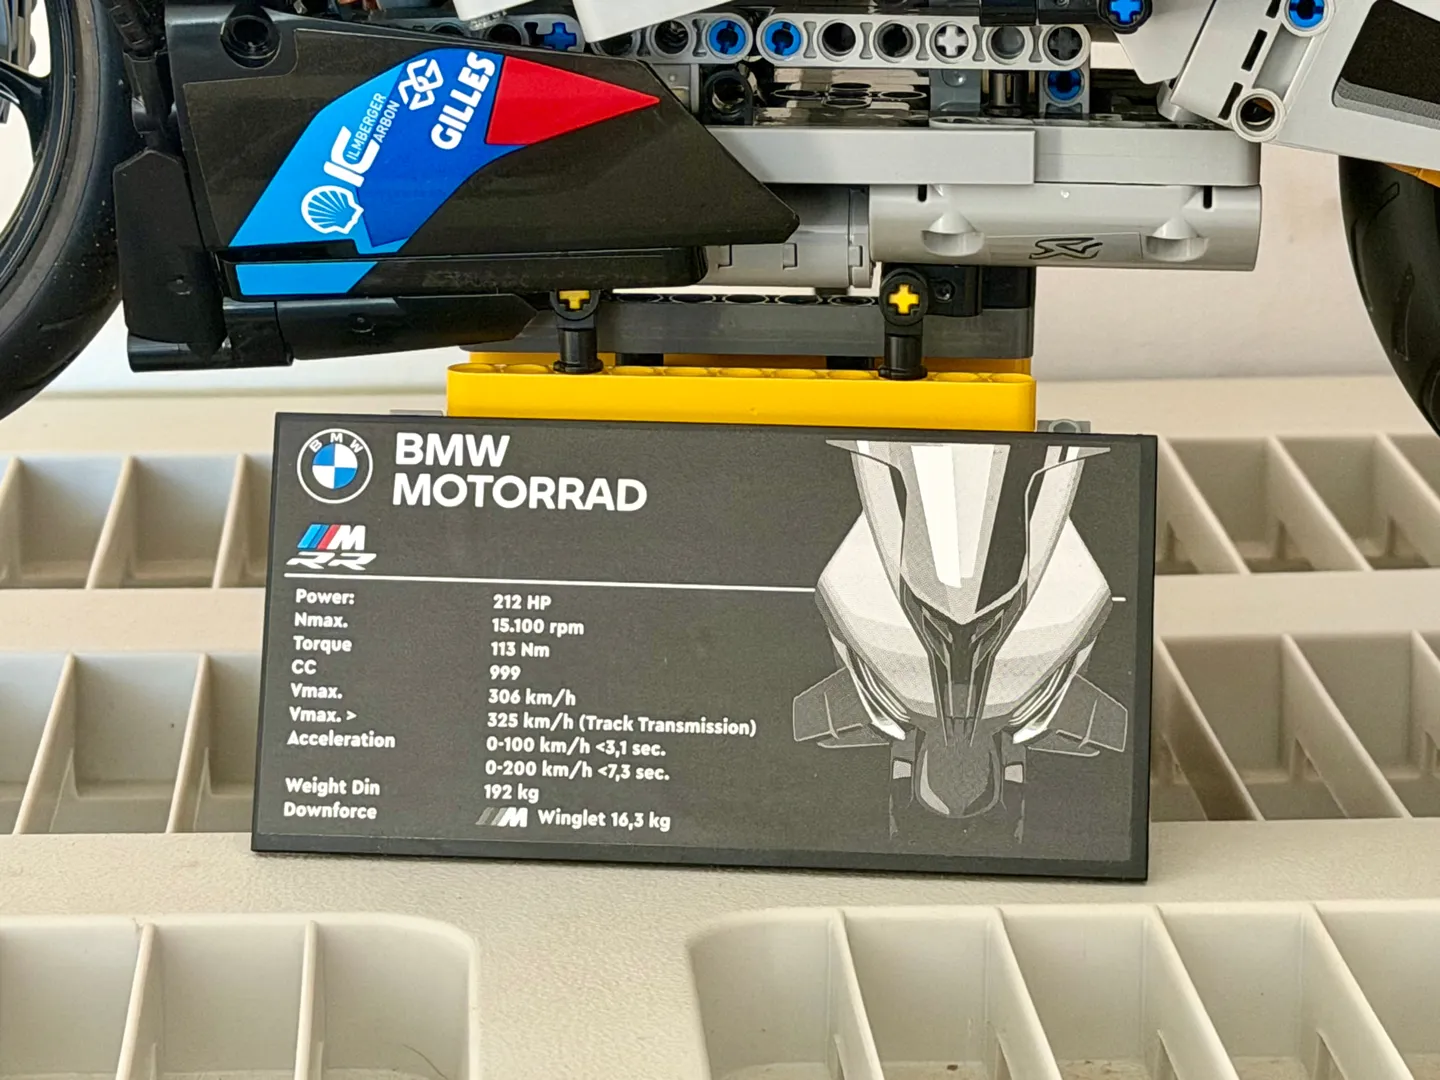 GILLES
ILMBERGER
CARBON
IC
BMW
BMW
MOTORRAD
M
RR
Power: 212 HP
Nmax. 15.100 rpm
Torque 113 Nm
CC 999
Vmax. 306 km/h
Vmax. > 325 km/h (Track Transmission)
Acceleration 0-100 km/h <3,1 sec.
0-200 km/h <7,3 sec.
Weight Din 192 kg
Downforce M Winglet 16,3 kg